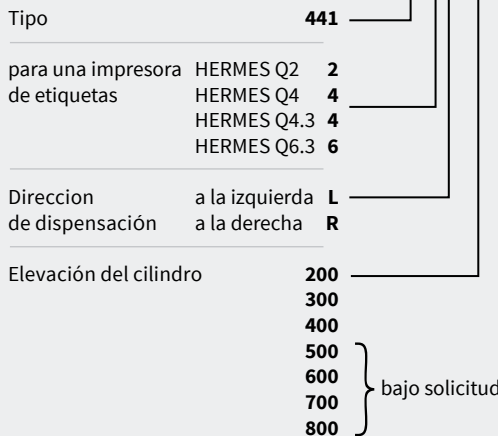 Tipo 441
para una impresora HERMES Q2 2
de etiquetas HERMES Q4 4
HERMES Q4.3 4
HERMES Q6.3 6
Direccion a la izquierda L
de dispensación a la derecha R
Elevación del cilindro 200
300
400
500
600
bajo solicitud
700
800